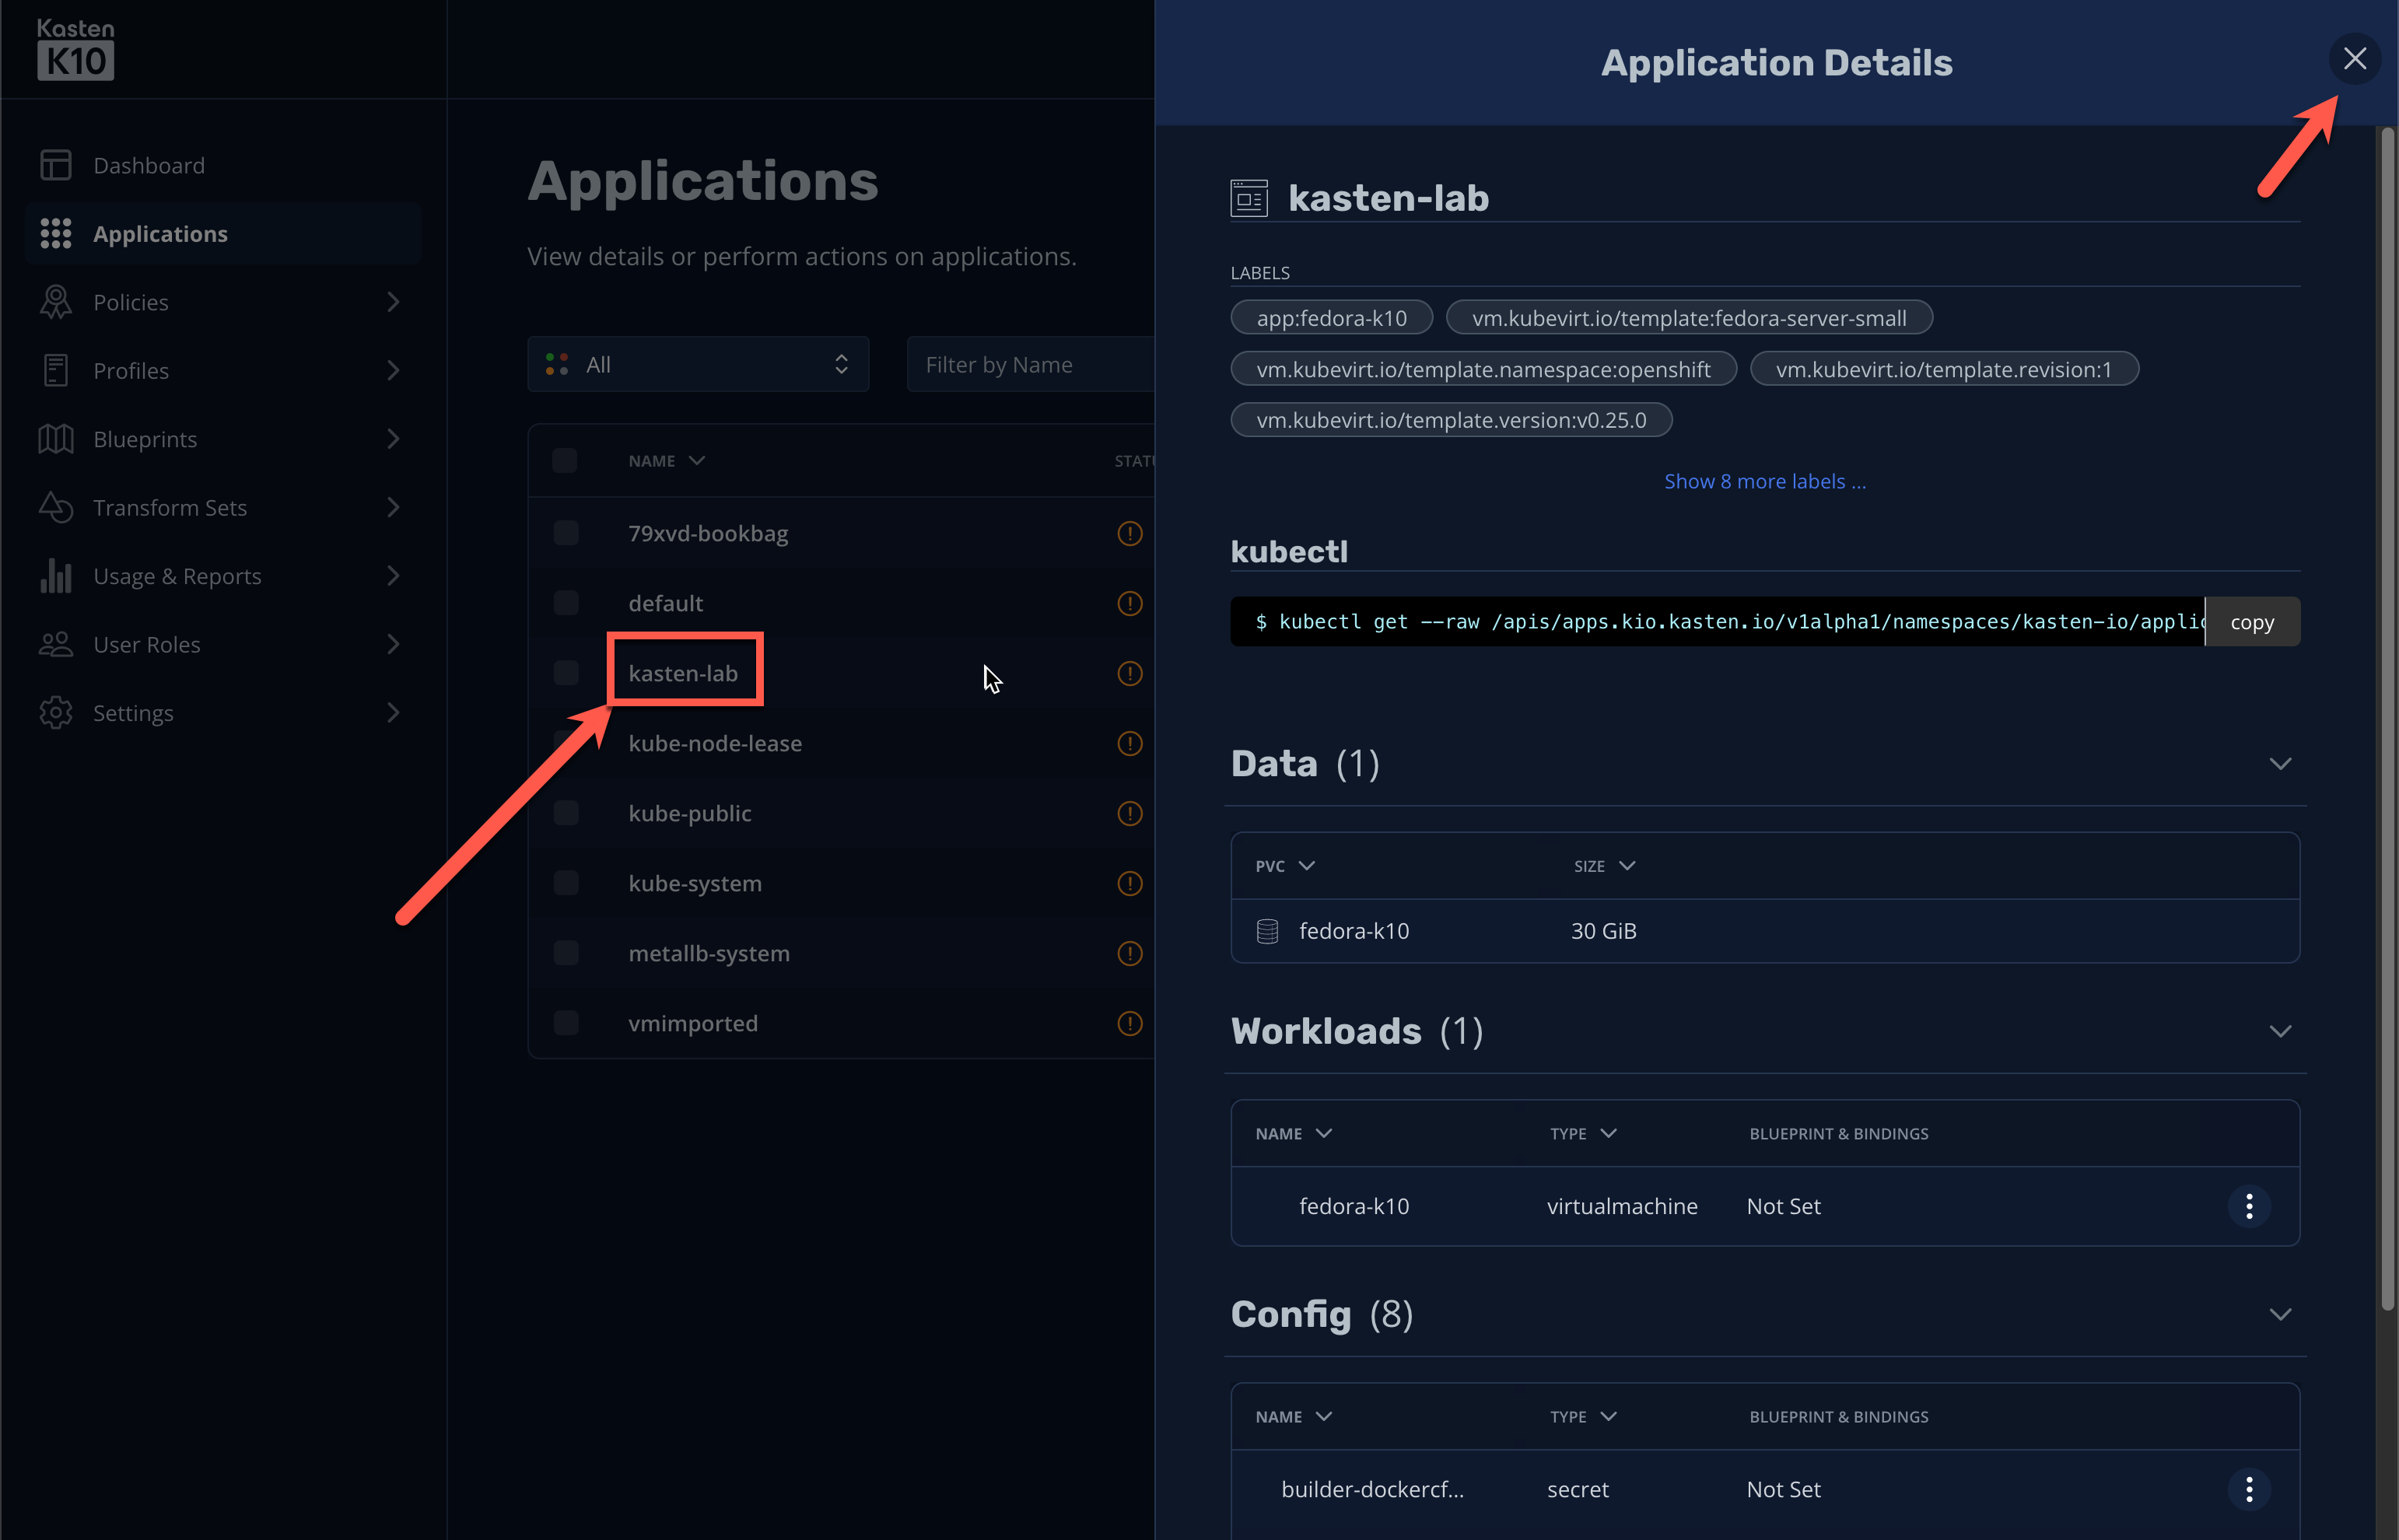 Kasten
K10
Dashboard
Applications
Policies
Profiles
Blueprints
Transform Sets
Usage & Reports
User Roles
Settings
Applications
View details or perform actions on applications.
All
Filter by Name
NAME STATU
79xvd-bookbag
default
kasten-lab
kube-node-lease
kube-public
kube-system
metallb-system
vmimported
Application Details
kasten-lab
LABELS
app:fedora-k10 vm.kubevirt.io/template:fedora-server-small
vm.kubevirt.io/template.namespace:openshift vm.kubevirt.io/template.revision:1
vm.kubevirt.io/template.version:v0.25.0
Show 8 more labels ...
kubectl
$ kubectl get --raw /apis/apps.kio.kasten.io/v1alpha1/namespaces/kasten-io/applic copy
Data (1)
PVC SIZE
fedora-k10 30 GiB
Workloads (1)
NAME TYPE BLUEPRINT & BINDINGS
fedora-k10 virtualmachine Not Set
Config (8)
NAME TYPE BLUEPRINT & BINDINGS
builder-dockercf... secret Not Set